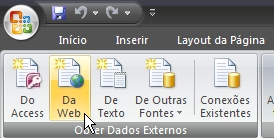 Início Inserir Layout da Página
Do Access
Da Web
De Texto
De Outras Fontes
Conexões Existentes
Obter Dados Externos